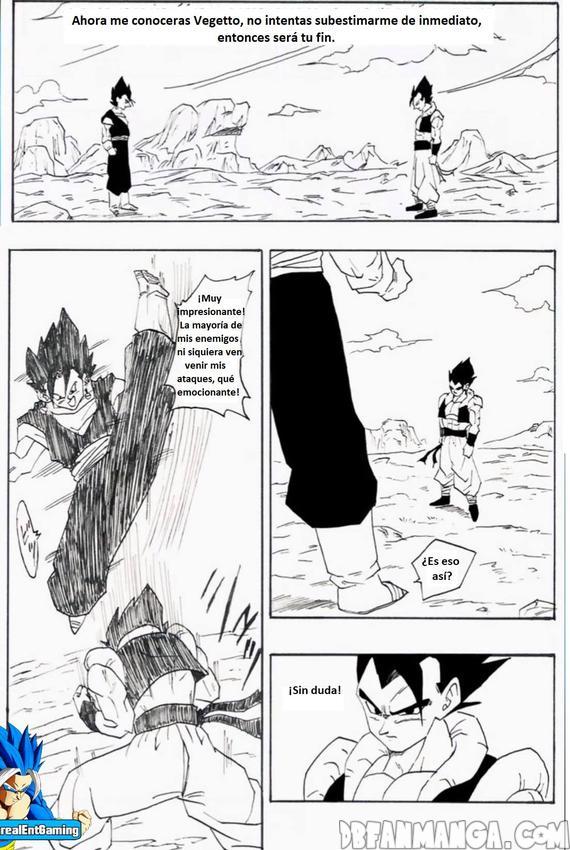 Ahora me conoceras Vegetto, no intentas subestimarme de inmediato,
entonces será tu fin.
¡Muy
impresionante!
La mayoría de
mis enemigos
ni siquiera ven
venir mis
ataques, qué
emocionante!
¿Es eso
así?
¡Sin duda!
realEntGaming
DBFANMANGA.COM